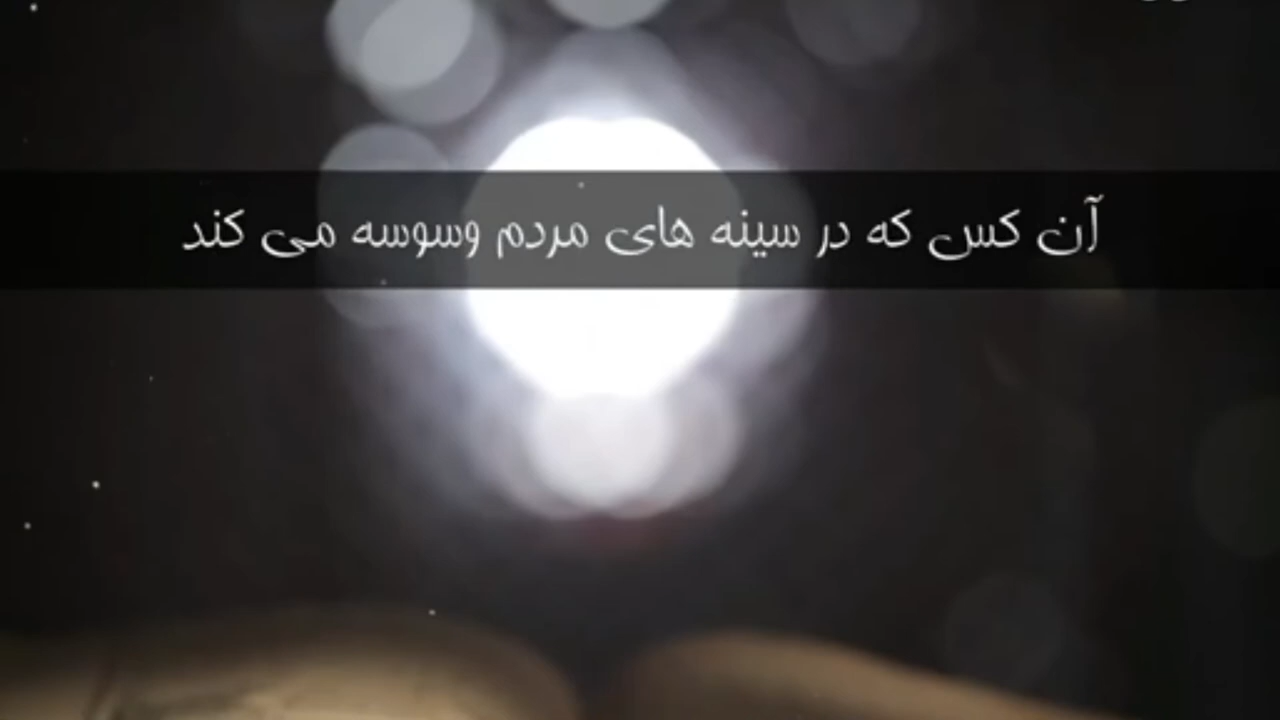 آن کس که در سینه های مردم وسوسه می کند